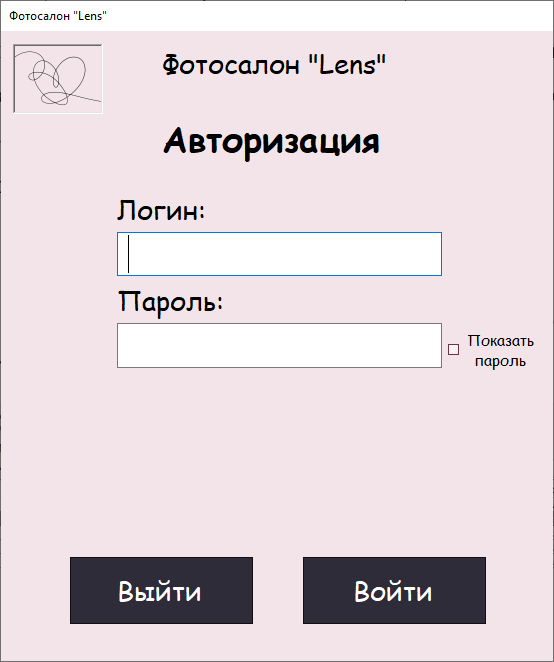 Фотосалон "Lens"
Фотосалон "Lens"
Авторизация
Логин:
Пароль:
Показать
пароль
Выйти
Войти